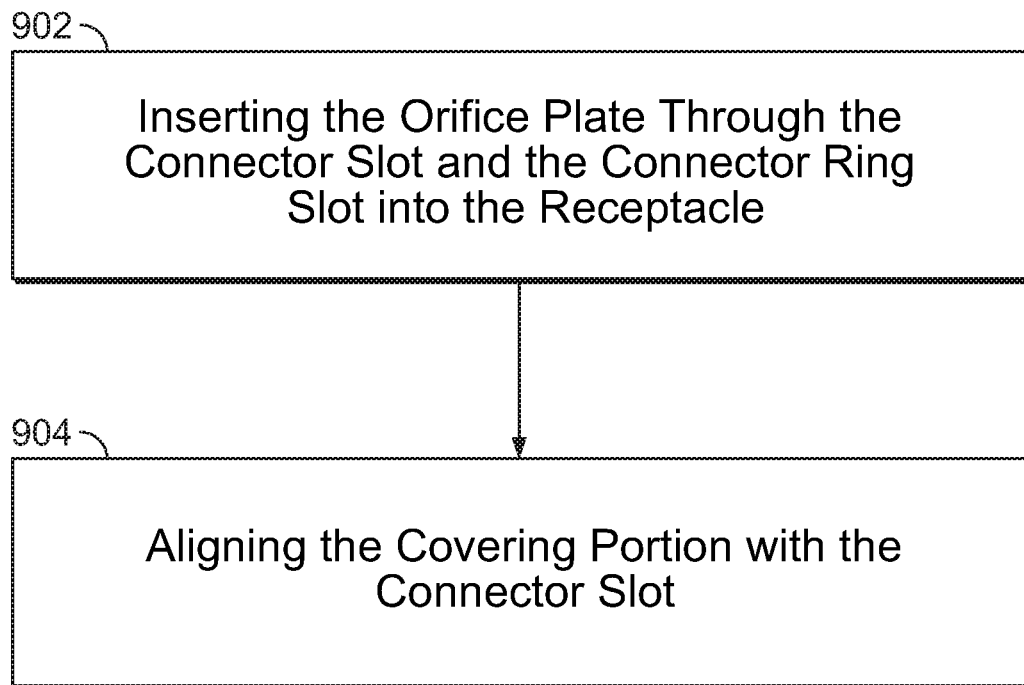 902
Inserting the Orifice Plate Through the
Connector Slot and the Connector Ring
Slot into the Receptacle
904
Aligning the Covering Portion with the
Connector Slot